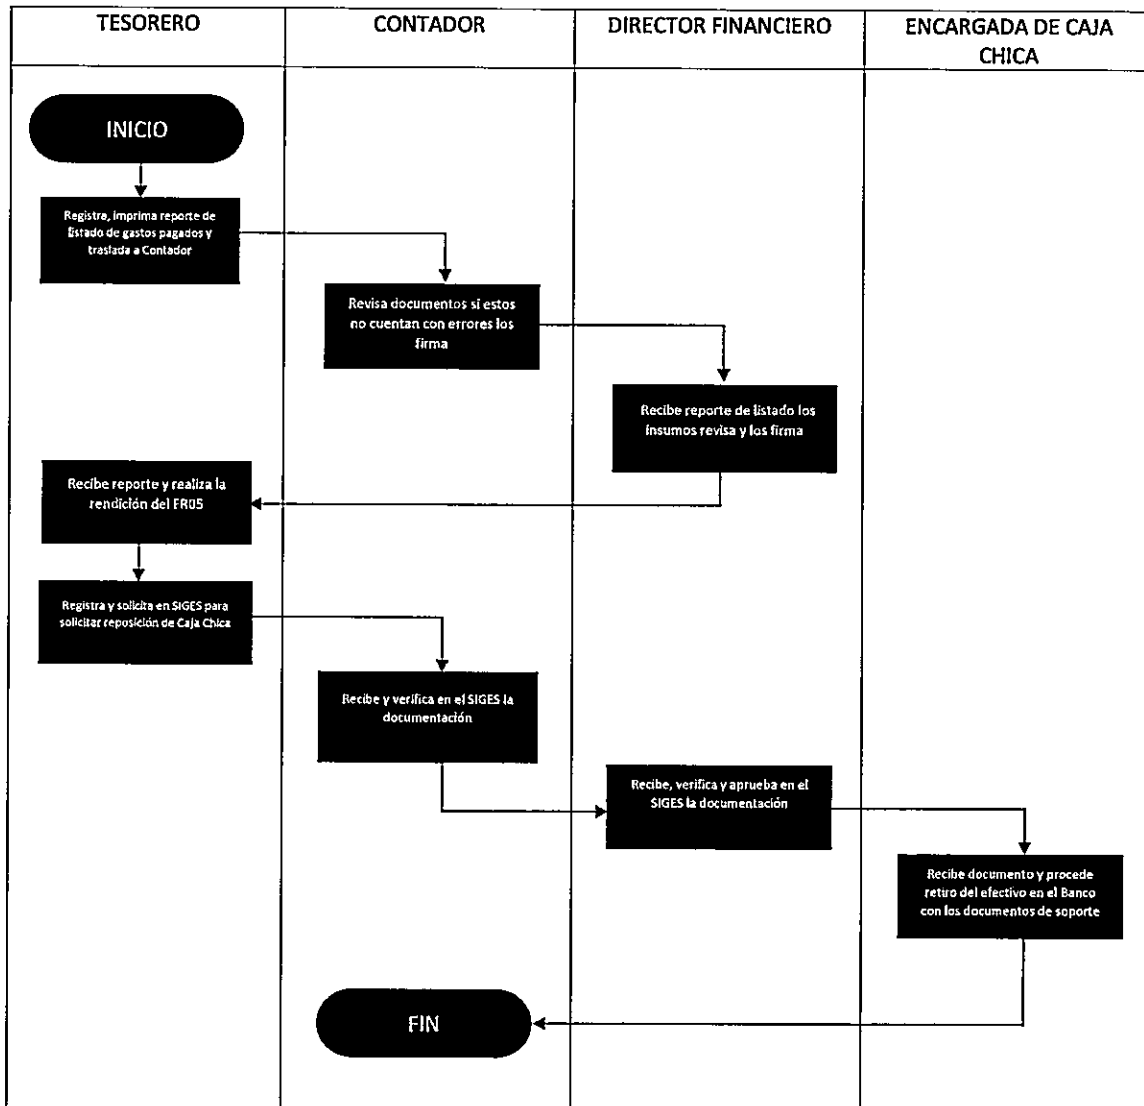 TESORERO
CONTADOR
DIRECTOR FINANCIERO
ENCARGADA DE CAJA
CHICA
INICIO
Registra, imprima reporte de
listado de gastos pagados y
traslada a Contador
Revisa documentos si estos
no cuentan con errores los
firma
Recibe reporte de listado los
insumos revisa y los firma
Recibe reporte y realiza la
rendición del FR05
Registra y solicita en SIGES para
solicitar reposición de Caja Chica
Recibe y verifica en el SIGES la
documentación
Recibe, verifica y aprueba en el
SIGES la documentación
Recibe documento y procede
retiro del efectivo en el Banco
con los documentos de soporte
FIN